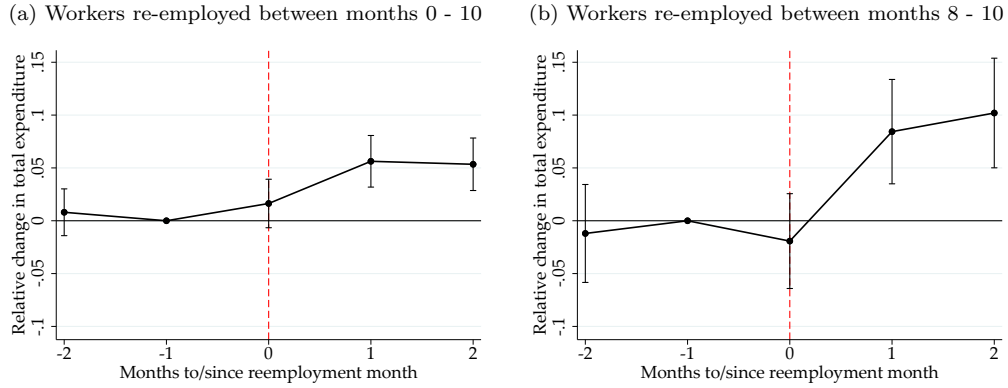 (a) Workers re-employed between months 0 - 10
Relative change in total expenditure
.15
.1
.05
0
-.05
-.1
-2 -1 0 1 2
Months to/since reemployment month
(b) Workers re-employed between months 8 - 10
Relative change in total expenditure
.15
.1
.05
0
-.05
-.1
-2 -1 0 1 2
Months to/since reemployment month